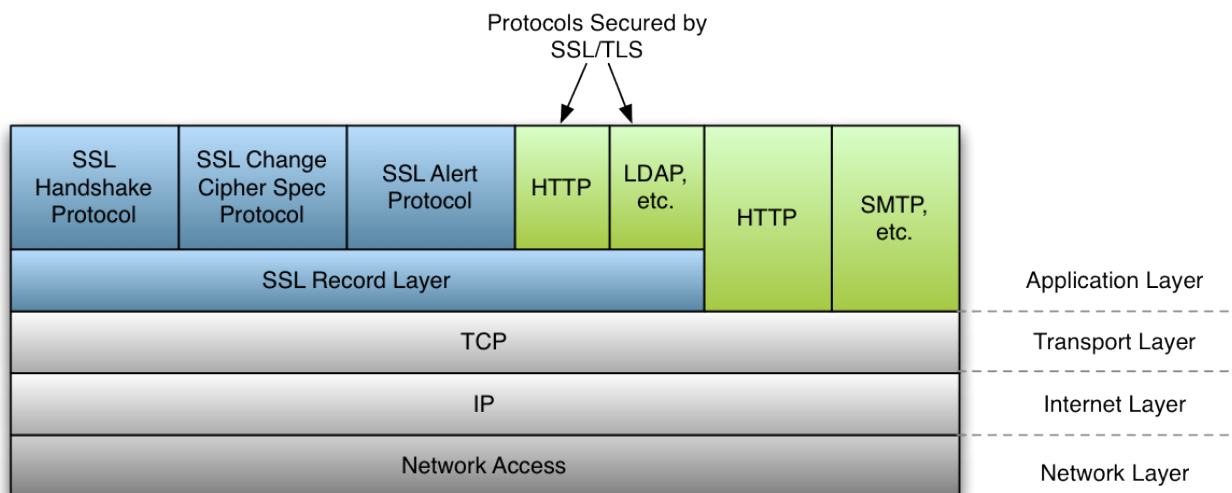 Protocols Secured by
SSL/TLS
SSL
Handshake
Protocol
SSL Change
Cipher Spec
Protocol
SSL Alert
Protocol
HTTP
LDAP,
etc.
HTTP
SMTP,
etc.
SSL Record Layer
Application Layer
TCP
Transport Layer
IP
Internet Layer
Network Access
Network Layer